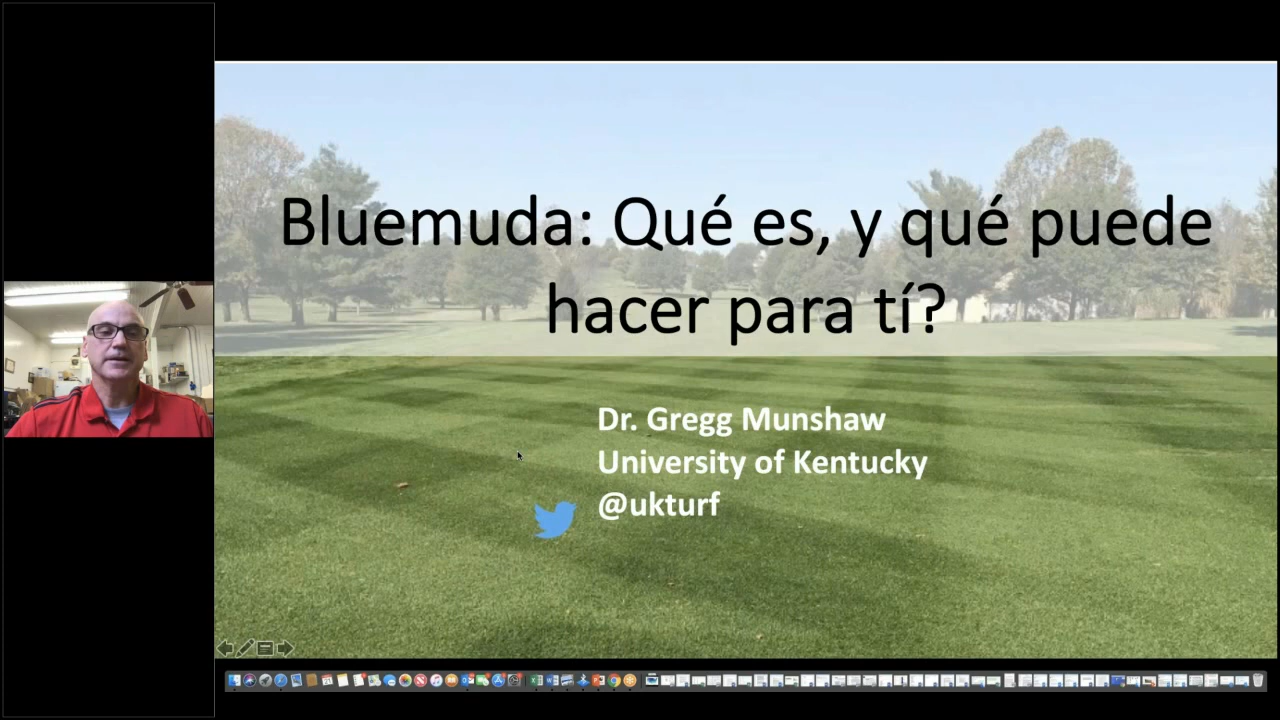 Bluemuda: Qué es, y qué puede
hacer para tí?
Dr. Gregg Munshaw
University of Kentucky
@ukturf